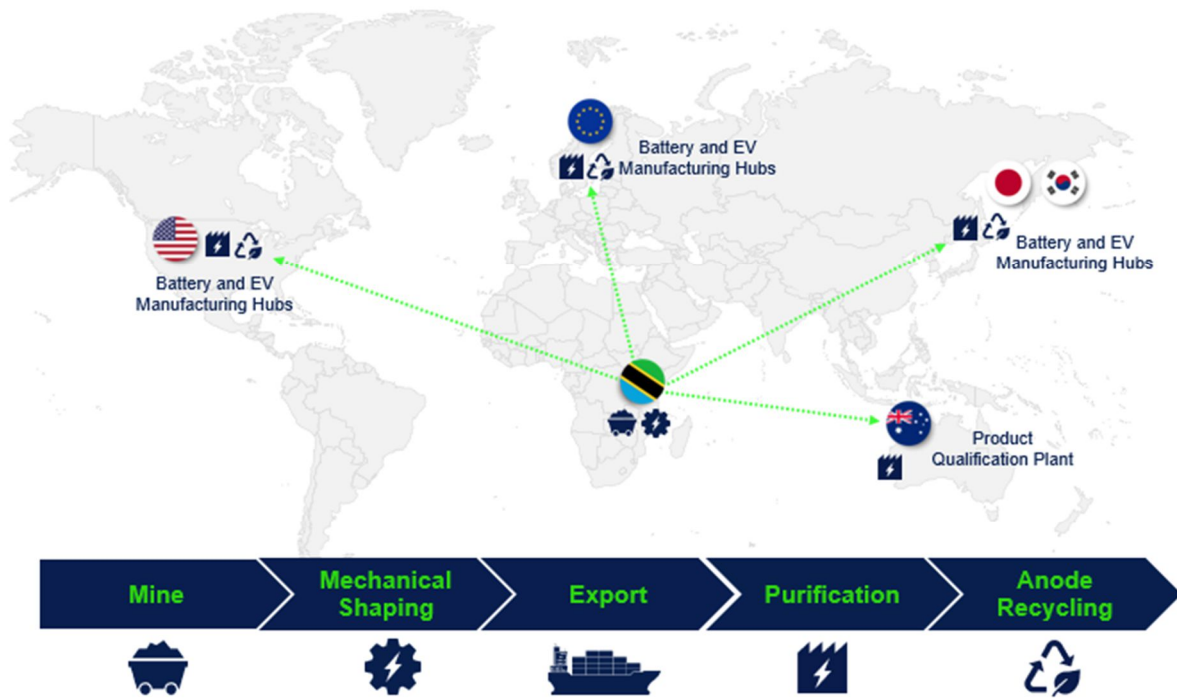 Battery and EV
Manufacturing Hubs
Battery and EV
Manufacturing Hubs
Battery and EV
Manufacturing Hubs
Product
Qualification Plant
Mine
Mechanical
Shaping
Export
Purification
Anode
Recycling